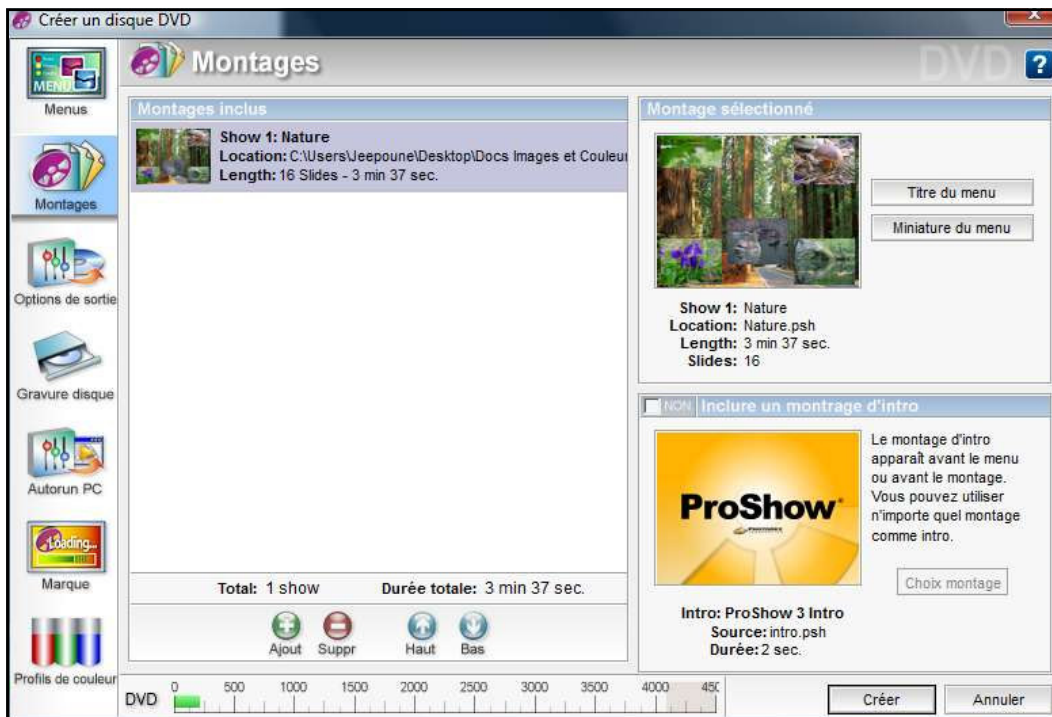 Créer un disque DVD
MENU
Menus
Montages
Options de sortie
Gravure disque
Autorun PC
Loading...
Marque
Profils de couleur
Montages
DVD
?
Montages inclus
Show 1: Nature
Location: C:\Users\Jeepoune\Desktop\Docs Images et Couleur
Length: 16 Slides - 3 min 37 sec.
Total: 1 show Durée totale: 3 min 37 sec.
Ajout Suppr Haut Bas
Montage sélectionné
Titre du menu
Miniature du menu
Show 1: Nature
Location: Nature.psh
Length: 3 min 37 sec.
Slides: 16
NON Inclure un montrage d'intro
ProShow
PHOTODEX
Le montage d'intro
apparaît avant le menu
ou avant le montage.
Vous pouvez utiliser
n'importe quel montage
comme intro.
Choix montage
Intro: ProShow 3 Intro
Source: intro.psh
Durée: 2 sec.
DVD 0 500 1000 1500 2000 2500 3000 3500 4000 450
Créer Annuler